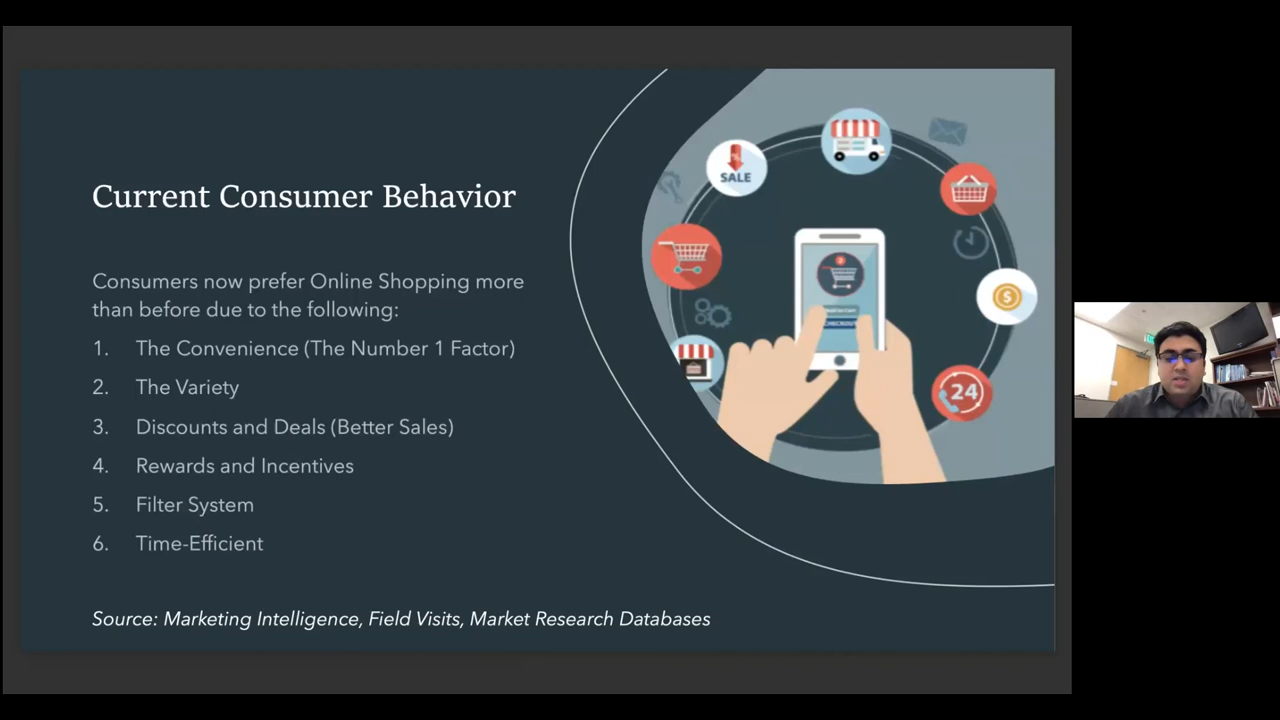 Current Consumer Behavior
Consumers now prefer Online Shopping more
than before due to the following:
1. The Convenience (The Number 1 Factor)
2. The Variety
3. Discounts and Deals (Better Sales)
4. Rewards and Incentives
5. Filter System
6. Time-Efficient
Source: Marketing Intelligence, Field Visits, Market Research Databases
%
SALE
$
2
CHECKOUT
24